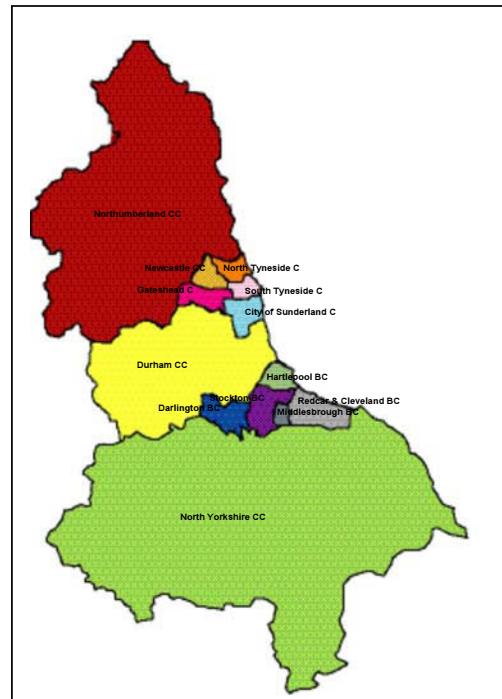 Northumberland CC
Newcastle CC
North Tyneside C
Gateshead C
South Tyneside C
City of Sunderland C
Durham CC
Hartlepool BC
Stockton BC
Redcar & Cleveland BC
Darlington BC
Middlesbrough BC
North Yorkshire CC